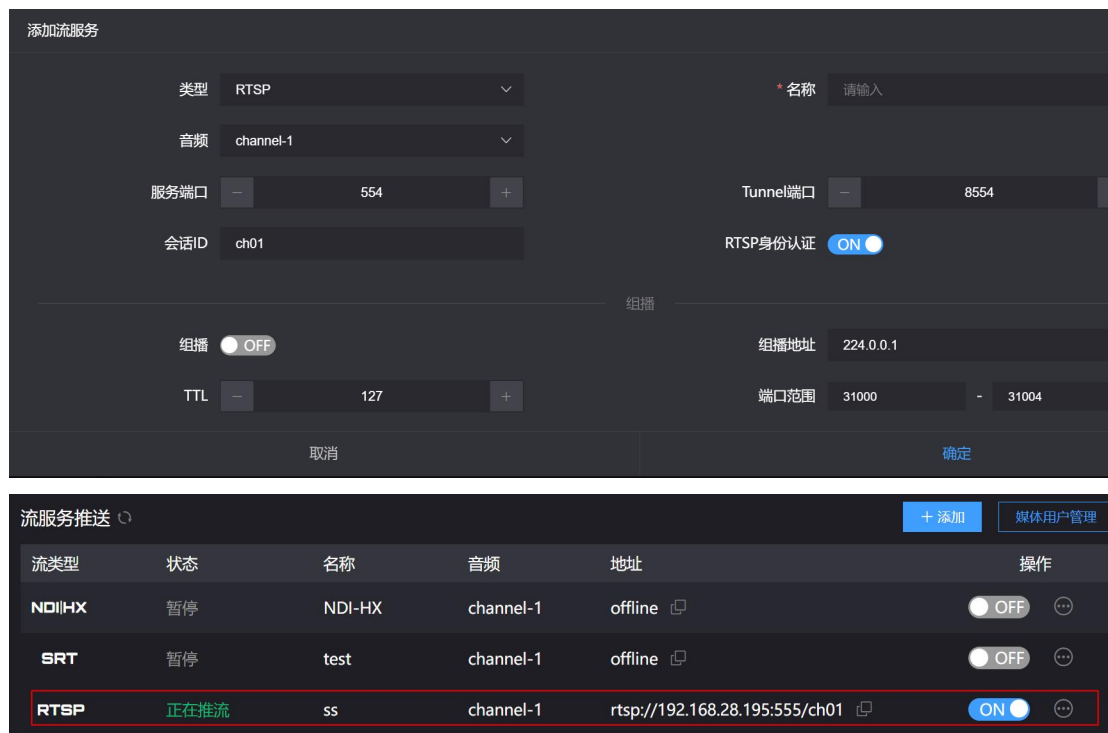 添加流服务
类型 RTSP * 名称 请输入
音频 channel-1
服务端口 - 554 + Tunnel端口 - 8554
会话ID ch01 RTSP身份认证 ON
组播
组播 OFF 组播地址 224.0.0.1
TTL - 127 + 端口范围 31000 - 31004
取消 确定
流服务推送 + 添加 媒体用户管理
流类型 状态 名称 音频 地址 操作
NDI|HX 暂停 NDI-HX channel-1 offline OFF
SRT 暂停 test channel-1 offline OFF
RTSP 正在推流 ss channel-1 rtsp://192.168.28.195:555/ch01 ON